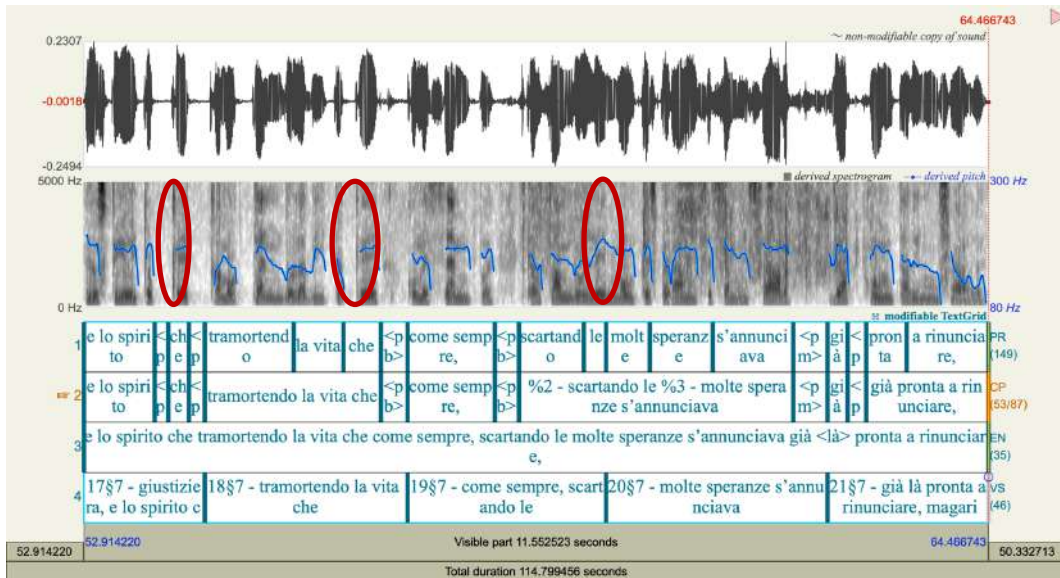 64.466743
0.2307
~ non-modifiable copy of sound
-0.0018
-0.2494
5000 Hz
derived spectrogram
derived pitch
300 Hz
0 Hz
80 Hz
modifiable TextGrid
1
e lo spiri
to
<
p
ch
e
<
p
tramortend
o
la vita
che
<p
b>
come sempr
e,
<p
b>
scartand
o
le
molt
e
speranz
e
s'annunci
ava
<p
m>
gi
à
<
p
pron
ta
a rinuncia
re,
PR
(149)
2
e lo spiri
to
<
p
ch
e
<
p
tramortendo la vita che
<p
b>
come sempr
e,
<p
b>
%2 - scartando le %3 - molte spera
nze s'annunciava
<p
m>
gi
à
<
p
già pronta a rin
unciare,
CP
(53/87)
3
e lo spirito che tramortendo la vita che come sempre, scartando le molte speranze s'annunciava già <là> pronta a rinunciar
e,
EN
(35)
4
17§7 - giustizie
ra, e lo spirito c
18§7 - tramortendo la vita
che
19§7 - come sempre, scart
ando le
20§7 - molte speranze s'annu
nciava
21§7 - già là pronta a
rinunciare, magari
VS
(46)
52.914220
52.914220
Visible part 11.552523 seconds
64.466743
50.332713
Total duration 114.799456 seconds